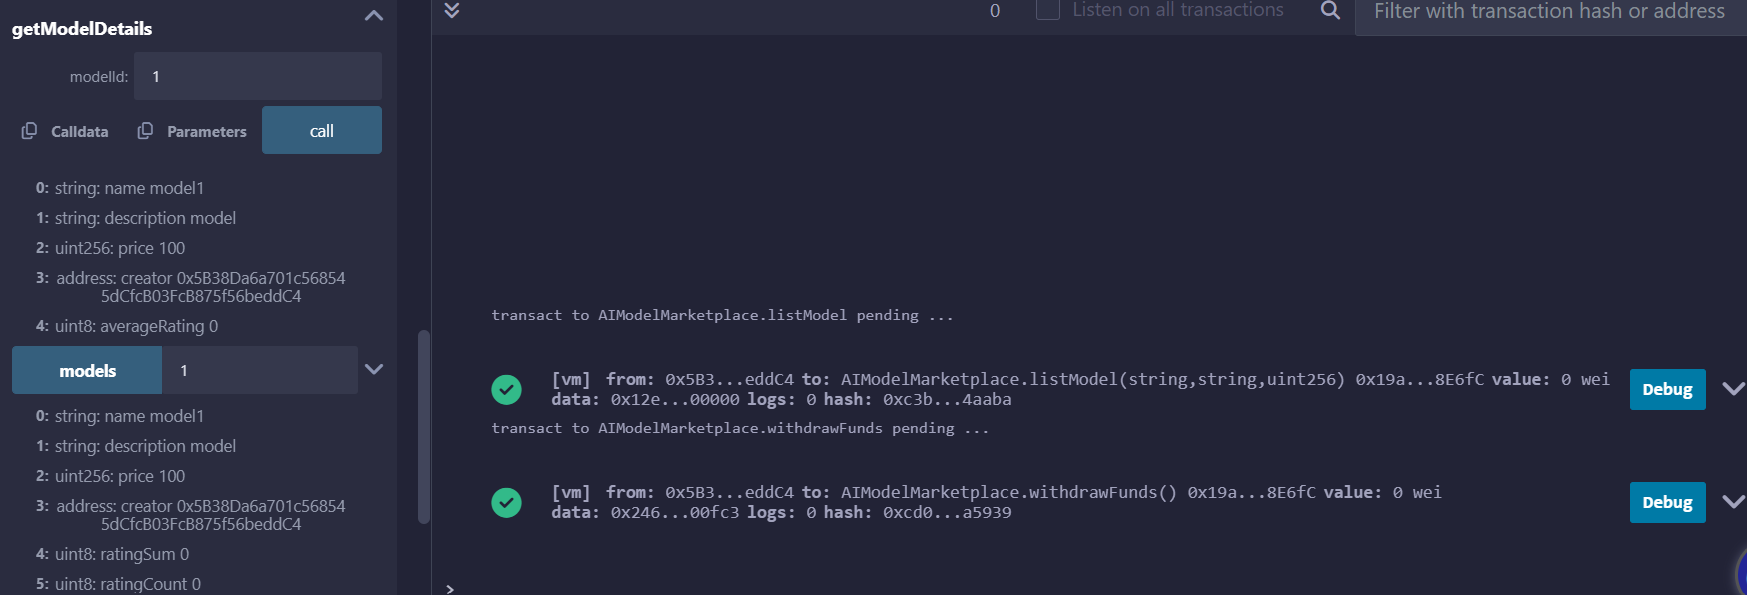 getModelDetails
modelId: 1
Calldata Parameters call
0: string: name model1
1: string: description model
2: uint256: price 100
3: address: creator 0x5B38Da6a701c56854
5dCfcB03FcB875f56beddC4
4: uint8: averageRating 0
models 1
0: string: name model1
1: string: description model
2: uint256: price 100
3: address: creator 0x5B38Da6a701c56854
5dCfcB03FcB875f56beddC4
4: uint8: ratingSum 0
5: uint8: ratingCount 0
0 Listen on all transactions Filter with transaction hash or address
transact to AIModelMarketplace.listModel pending ...
[vm] from: 0x5B3...eddC4 to: AIModelMarketplace.listModel(string,string,uint256) 0x19a...8E6fC value: 0 wei
data: 0x12e...00000 logs: 0 hash: 0xc3b...4aaba
Debug
transact to AIModelMarketplace.withdrawFunds pending ...
[vm] from: 0x5B3...eddC4 to: AIModelMarketplace.withdrawFunds() 0x19a...8E6fC value: 0 wei
data: 0x246...00fc3 logs: 0 hash: 0xcd0...a5939
Debug
>